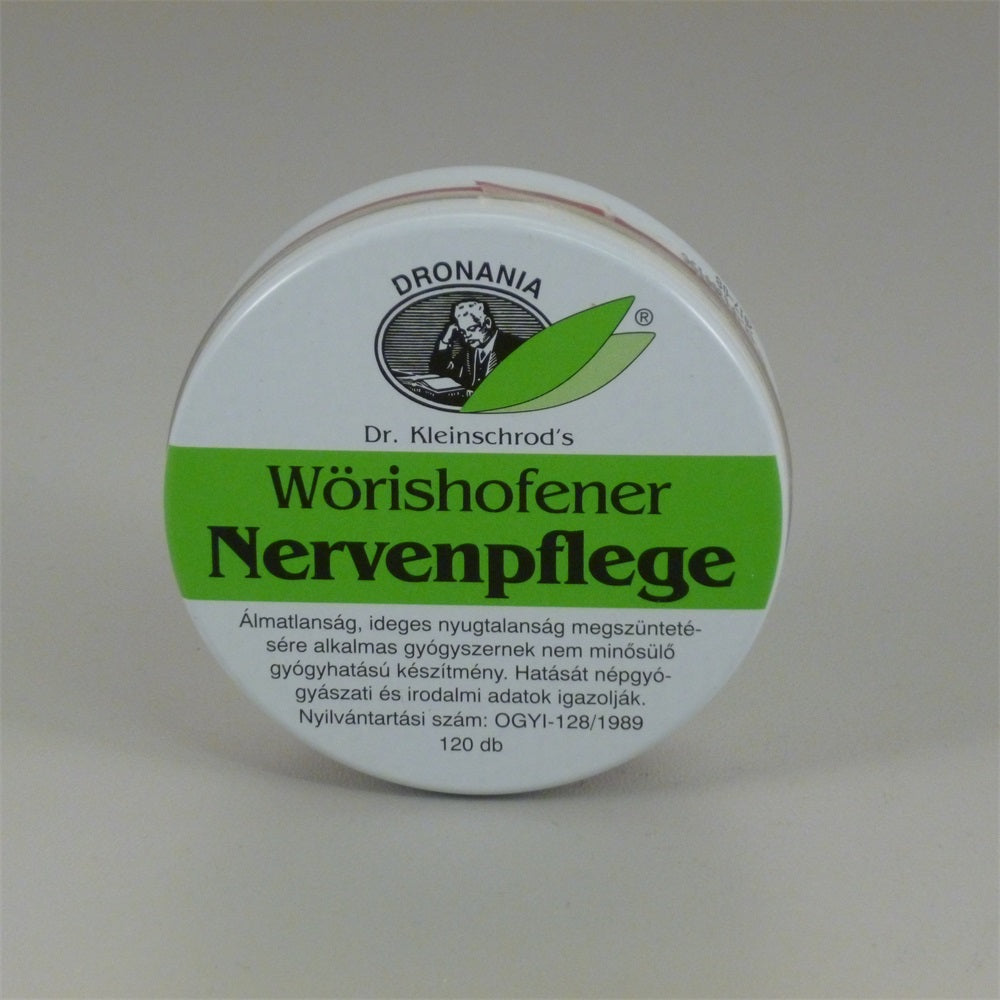 DRONANIA
®
Dr. Kleinschrod's
Wörishofener
Nervenpflege
Álmatlanság, ideges nyugtalanság megszünteté-
sére alkalmas gyógyszernek nem minősülő
gyógyhatású készítmény. Hatását népgyó-
gyászati és irodalmi adatok igazolják.
Nyilvántartási szám: OGYI-128/1989
120 db